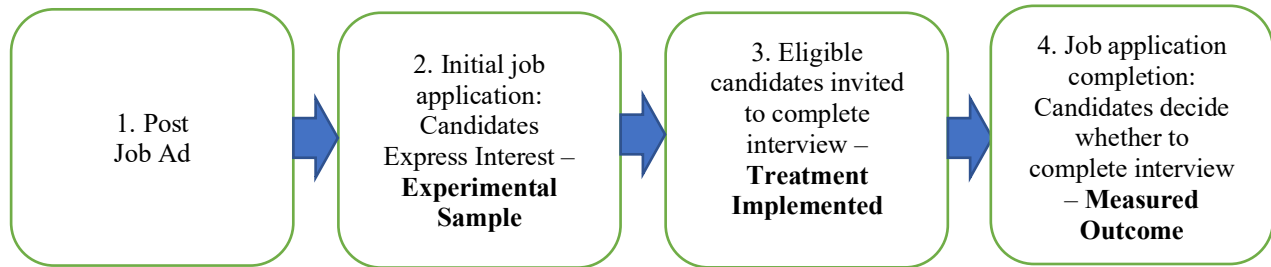 1. Post
Job Ad
2. Initial job
application:
Candidates
Express Interest –
Experimental
Sample
3. Eligible
candidates invited
to complete
interview –
Treatment
Implemented
4. Job application
completion:
Candidates decide
whether to
complete interview
– Measured
Outcome